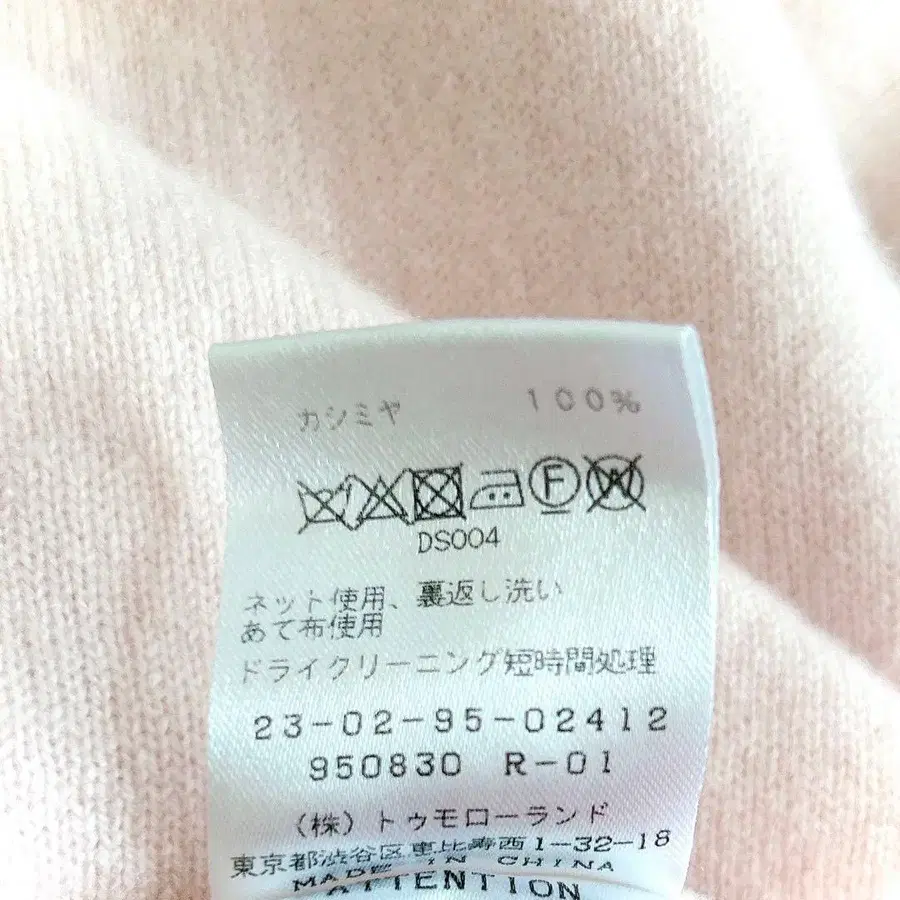 カシミヤ 100%
F W
DS004
ネット使用、裏返し洗い
あて布使用
ドライクリーニング短時間処理
23-02-95-02412
950830 R-01
(株)トゥモローランド
東京都渋谷区恵比寿西1-32-18
MADE IN CHINA
ATTENTION